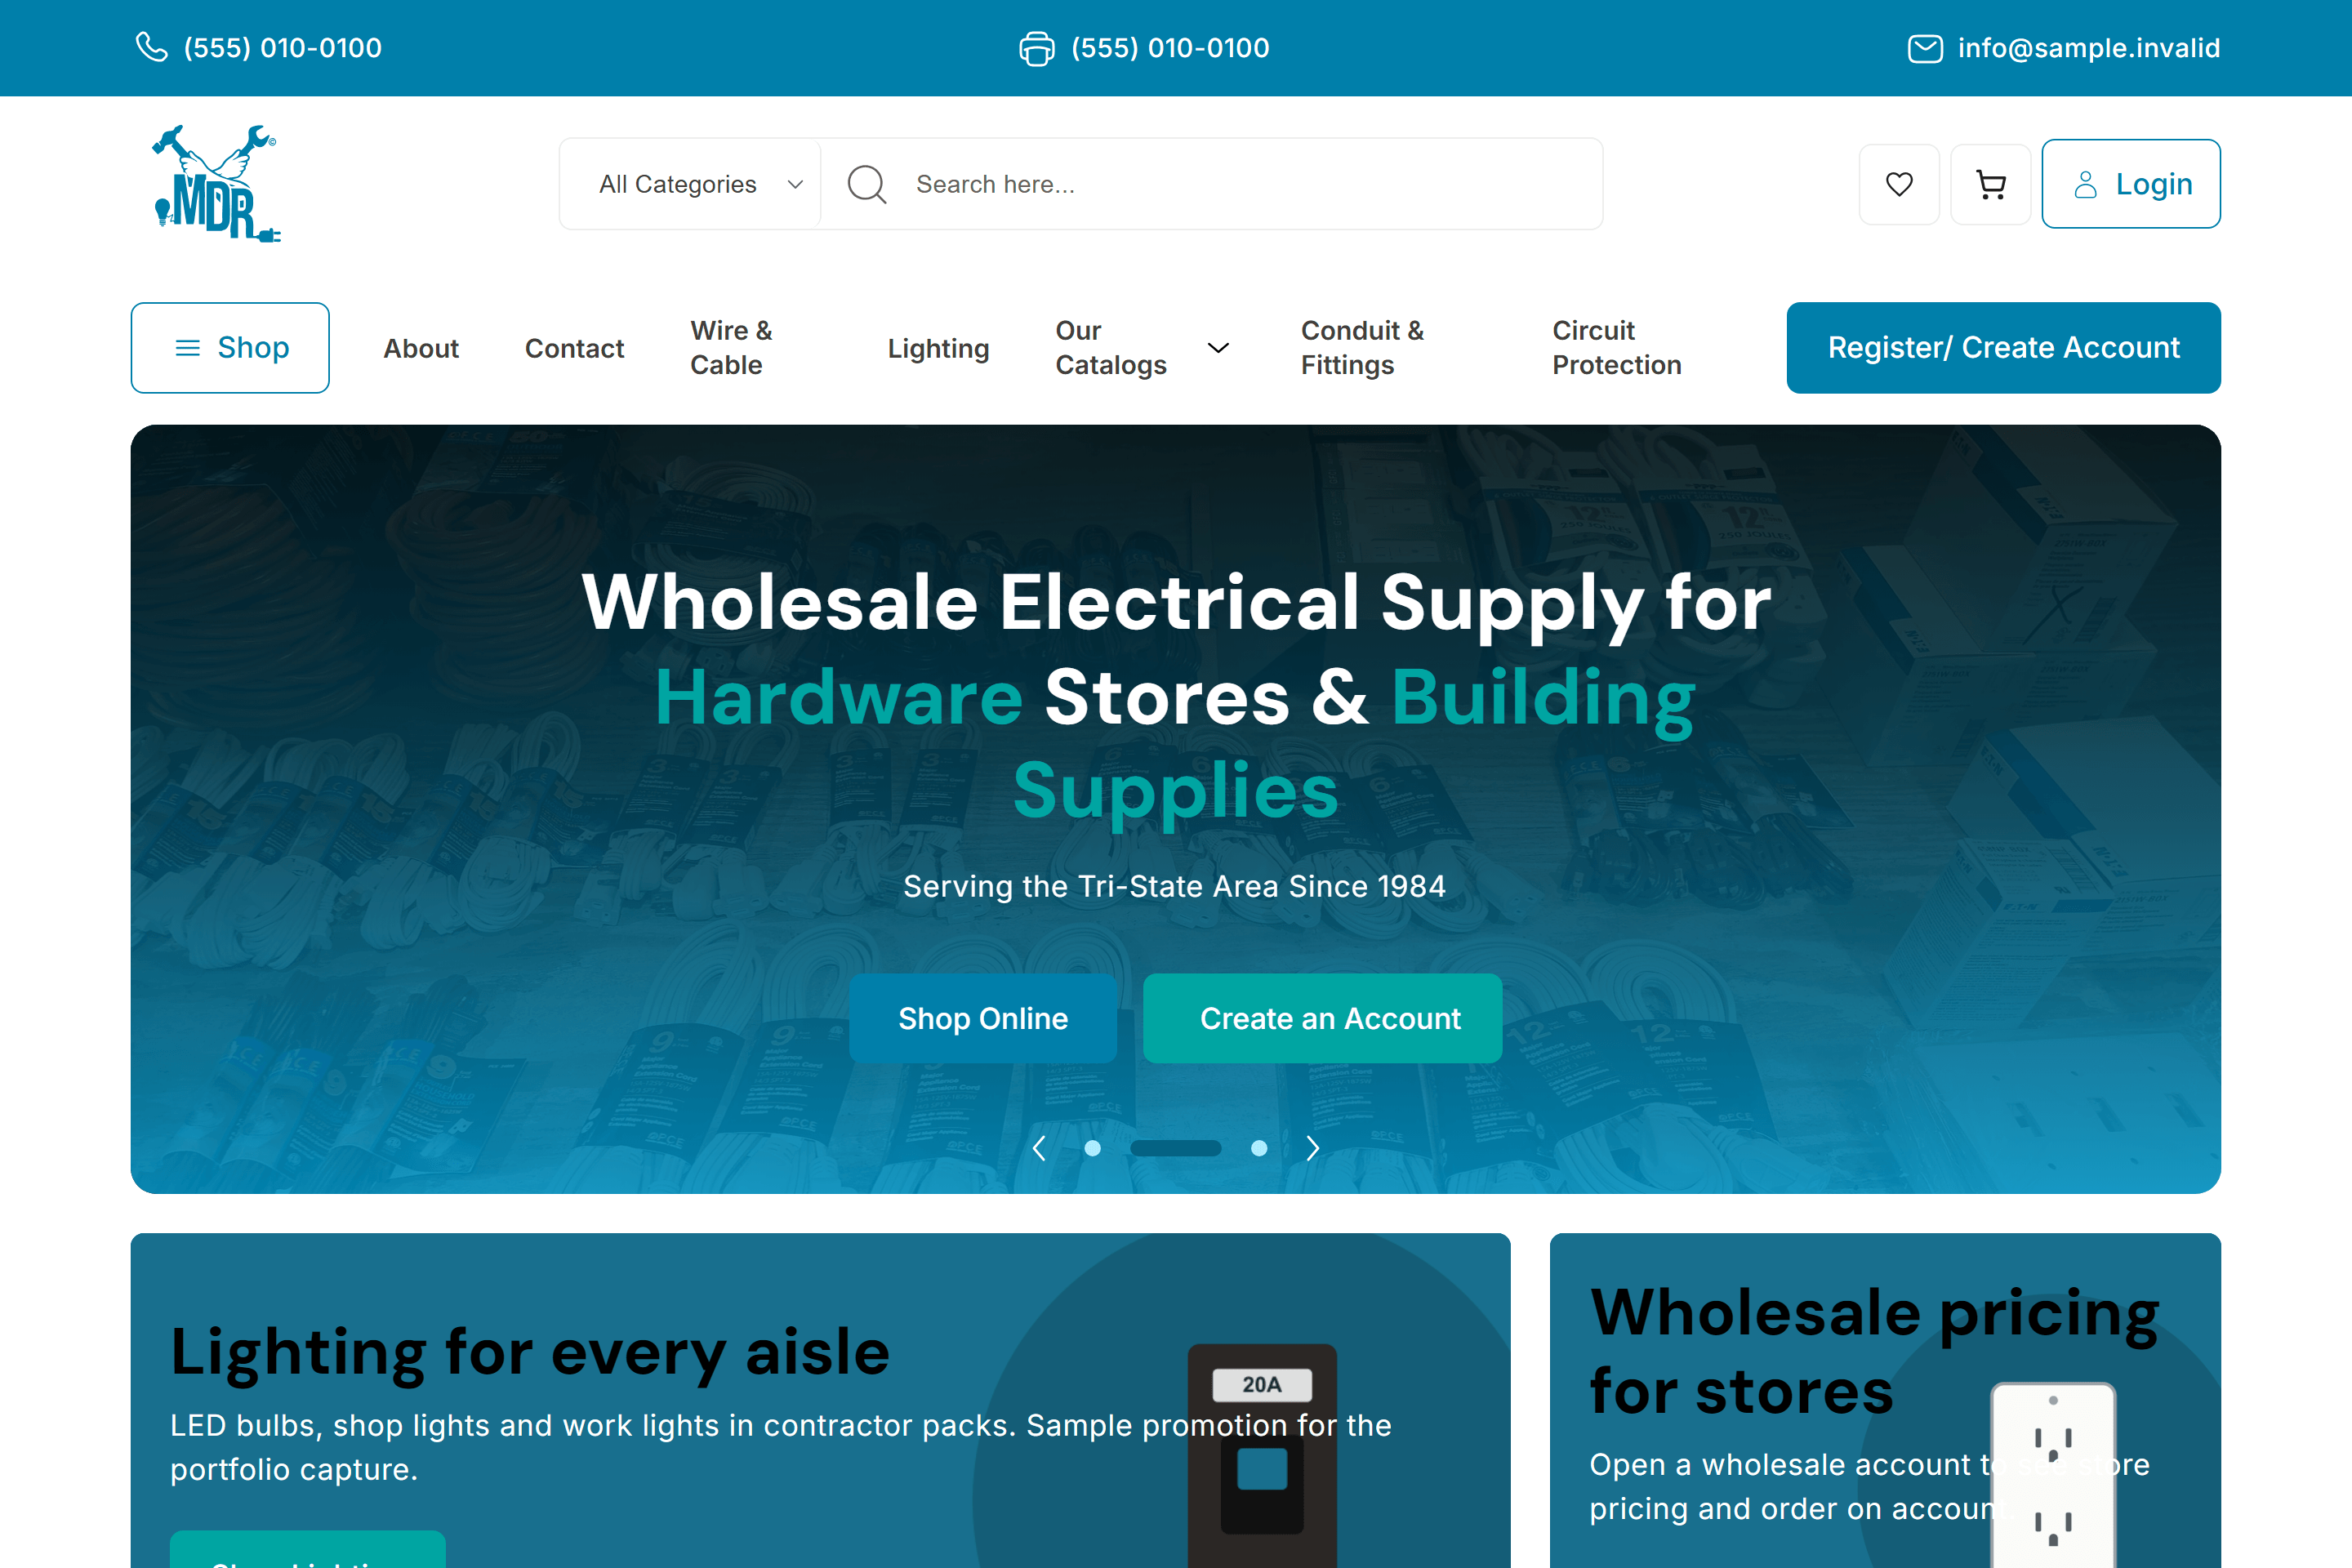 (555) 010-0100
(555) 010-0100
info@sample.invalid
MDR
©
All Categories
Search here...
Login
Shop
About
Contact
Wire &
Cable
Lighting
Our
Catalogs
Conduit &
Fittings
Circuit
Protection
Register/ Create Account
Wholesale Electrical Supply for
Hardware Stores & Building
Supplies
Serving the Tri-State Area Since 1984
Shop Online
Create an Account
Lighting for every aisle
LED bulbs, shop lights and work lights in contractor packs. Sample promotion for the
portfolio capture.
20A
Wholesale pricing
for stores
Open a wholesale account to see store
pricing and order on account.